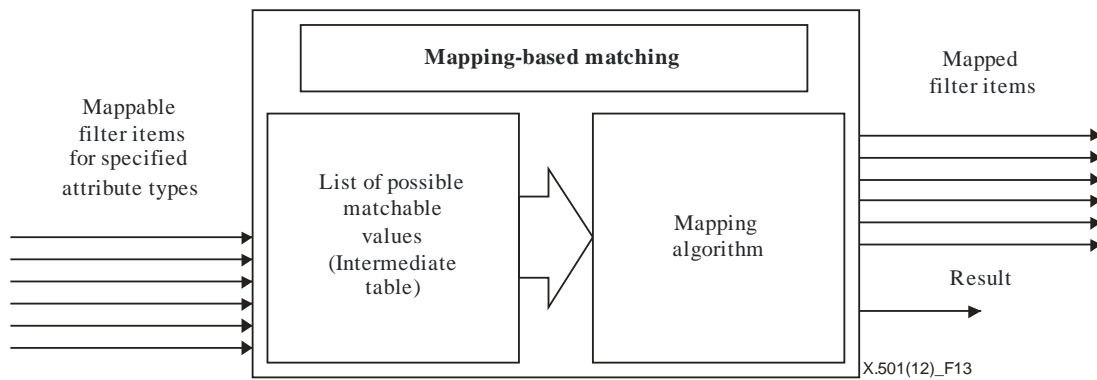 Mapping-based matching
Mappable
filter items
for specified
attribute types
List of possible
matchable
values
(Intermediate
table)
Mapping
algorithm
Mapped
filter items
Result
X.501(12)_F13